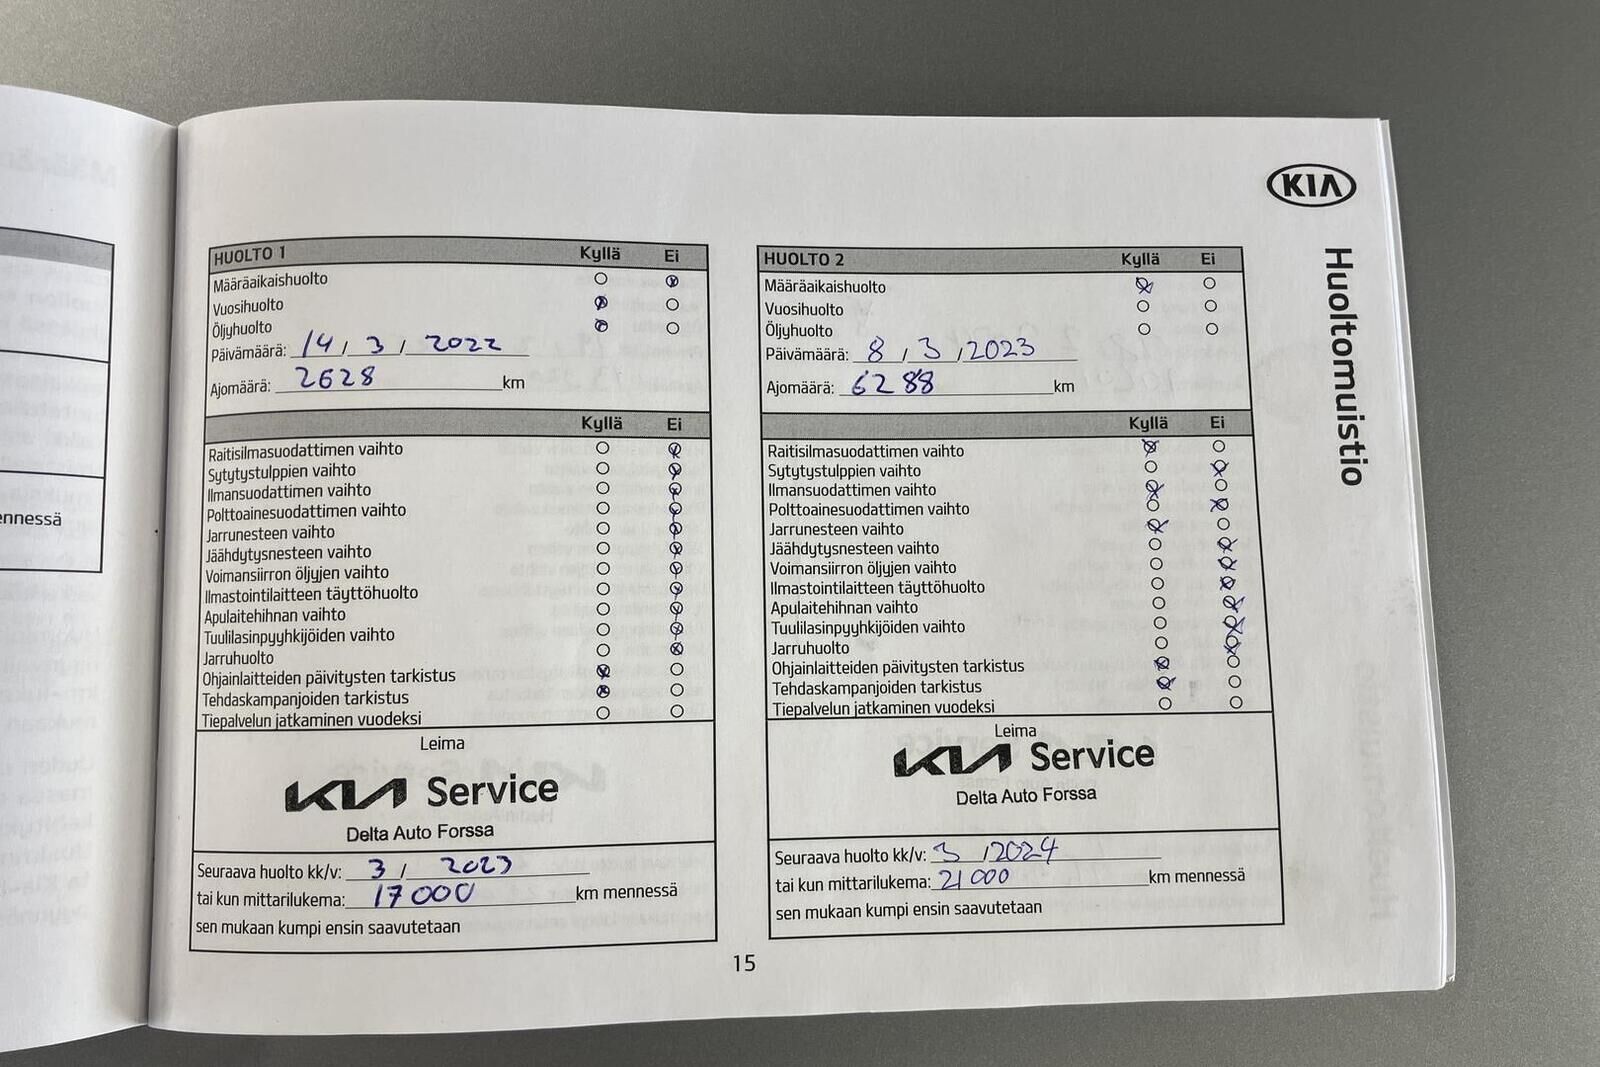 KIA
Huoltomuistio
ennessä
HUOLTO 1 Kyllä Ei
Määräaikaishuolto
Vuosihuolto
Öljyhuolto
Päivämäärä: 14 / 3 / 2022
Ajomäärä: 2628 km
Kyllä Ei
Raitisilmasuodattimen vaihto
Sytytystulppien vaihto
Ilmansuodattimen vaihto
Polttoainesuodattimen vaihto
Jarrunesteen vaihto
Jäähdytysnesteen vaihto
Voimansiirron öljyjen vaihto
Ilmastointilaitteen täyttöhuolto
Apulaitehihnan vaihto
Tuulilasinpyyhkijöiden vaihto
Jarruhuolto
Ohjainlaitteiden päivitysten tarkistus
Tehdaskampanjoiden tarkistus
Tiepalvelun jatkaminen vuodeksi
Leima
KIA Service
Delta Auto Forssa
Seuraava huolto kk/v: 3 / 2023
tai kun mittarilukema: 17000 km mennessä
sen mukaan kumpi ensin saavutetaan
HUOLTO 2 Kyllä Ei
Määräaikaishuolto
Vuosihuolto
Öljyhuolto
Päivämäärä: 8 / 3 / 2023
Ajomäärä: 6288 km
Kyllä Ei
Raitisilmasuodattimen vaihto
Sytytystulppien vaihto
Ilmansuodattimen vaihto
Polttoainesuodattimen vaihto
Jarrunesteen vaihto
Jäähdytysnesteen vaihto
Voimansiirron öljyjen vaihto
Ilmastointilaitteen täyttöhuolto
Apulaitehihnan vaihto
Tuulilasinpyyhkijöiden vaihto
Jarruhuolto
Ohjainlaitteiden päivitysten tarkistus
Tehdaskampanjoiden tarkistus
Tiepalvelun jatkaminen vuodeksi
Leima
KIA Service
Delta Auto Forssa
Seuraava huolto kk/v: 3 / 2024
tai kun mittarilukema: 21000 km mennessä
sen mukaan kumpi ensin saavutetaan
15